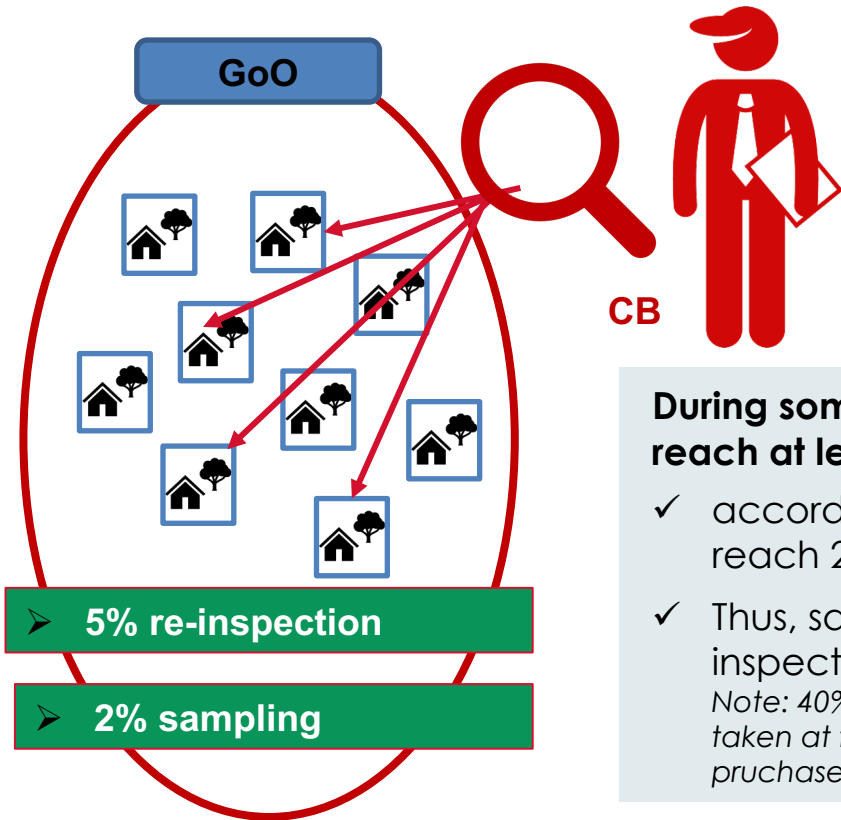 GoO
CB
During som
reach at le
✓ accord
reach 2
✓ Thus, sa
inspect
Note: 40%
taken at
pruchase
➢ 5% re-inspection
➢ 2% sampling